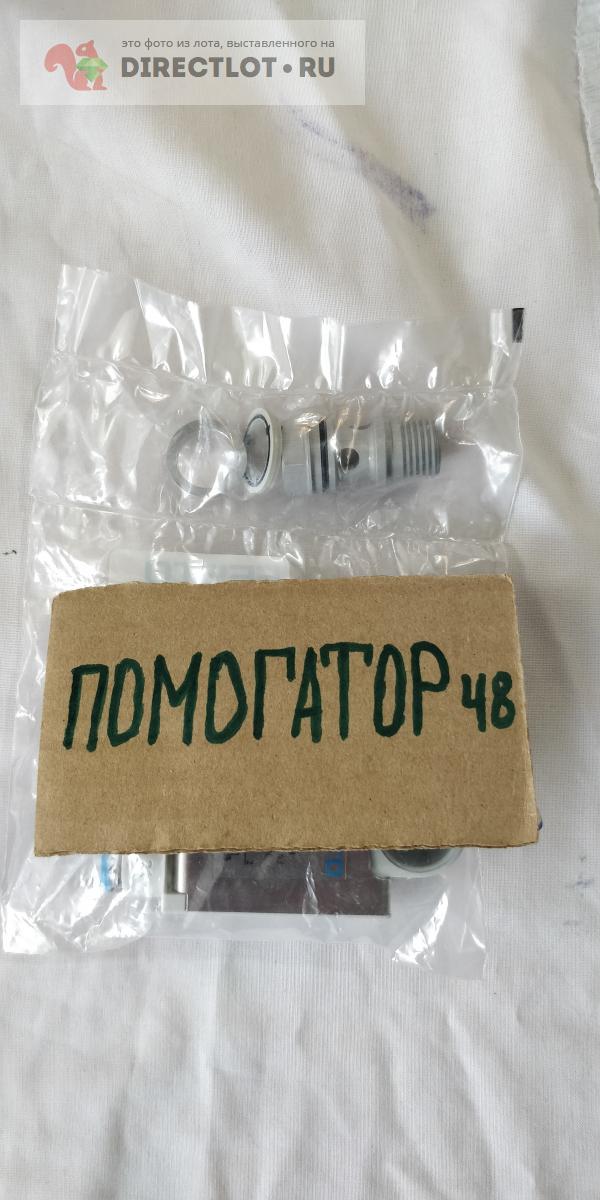 это фото из лота, выставленного на
DIRECTLOT•RU
ПОМОГАТОР 48